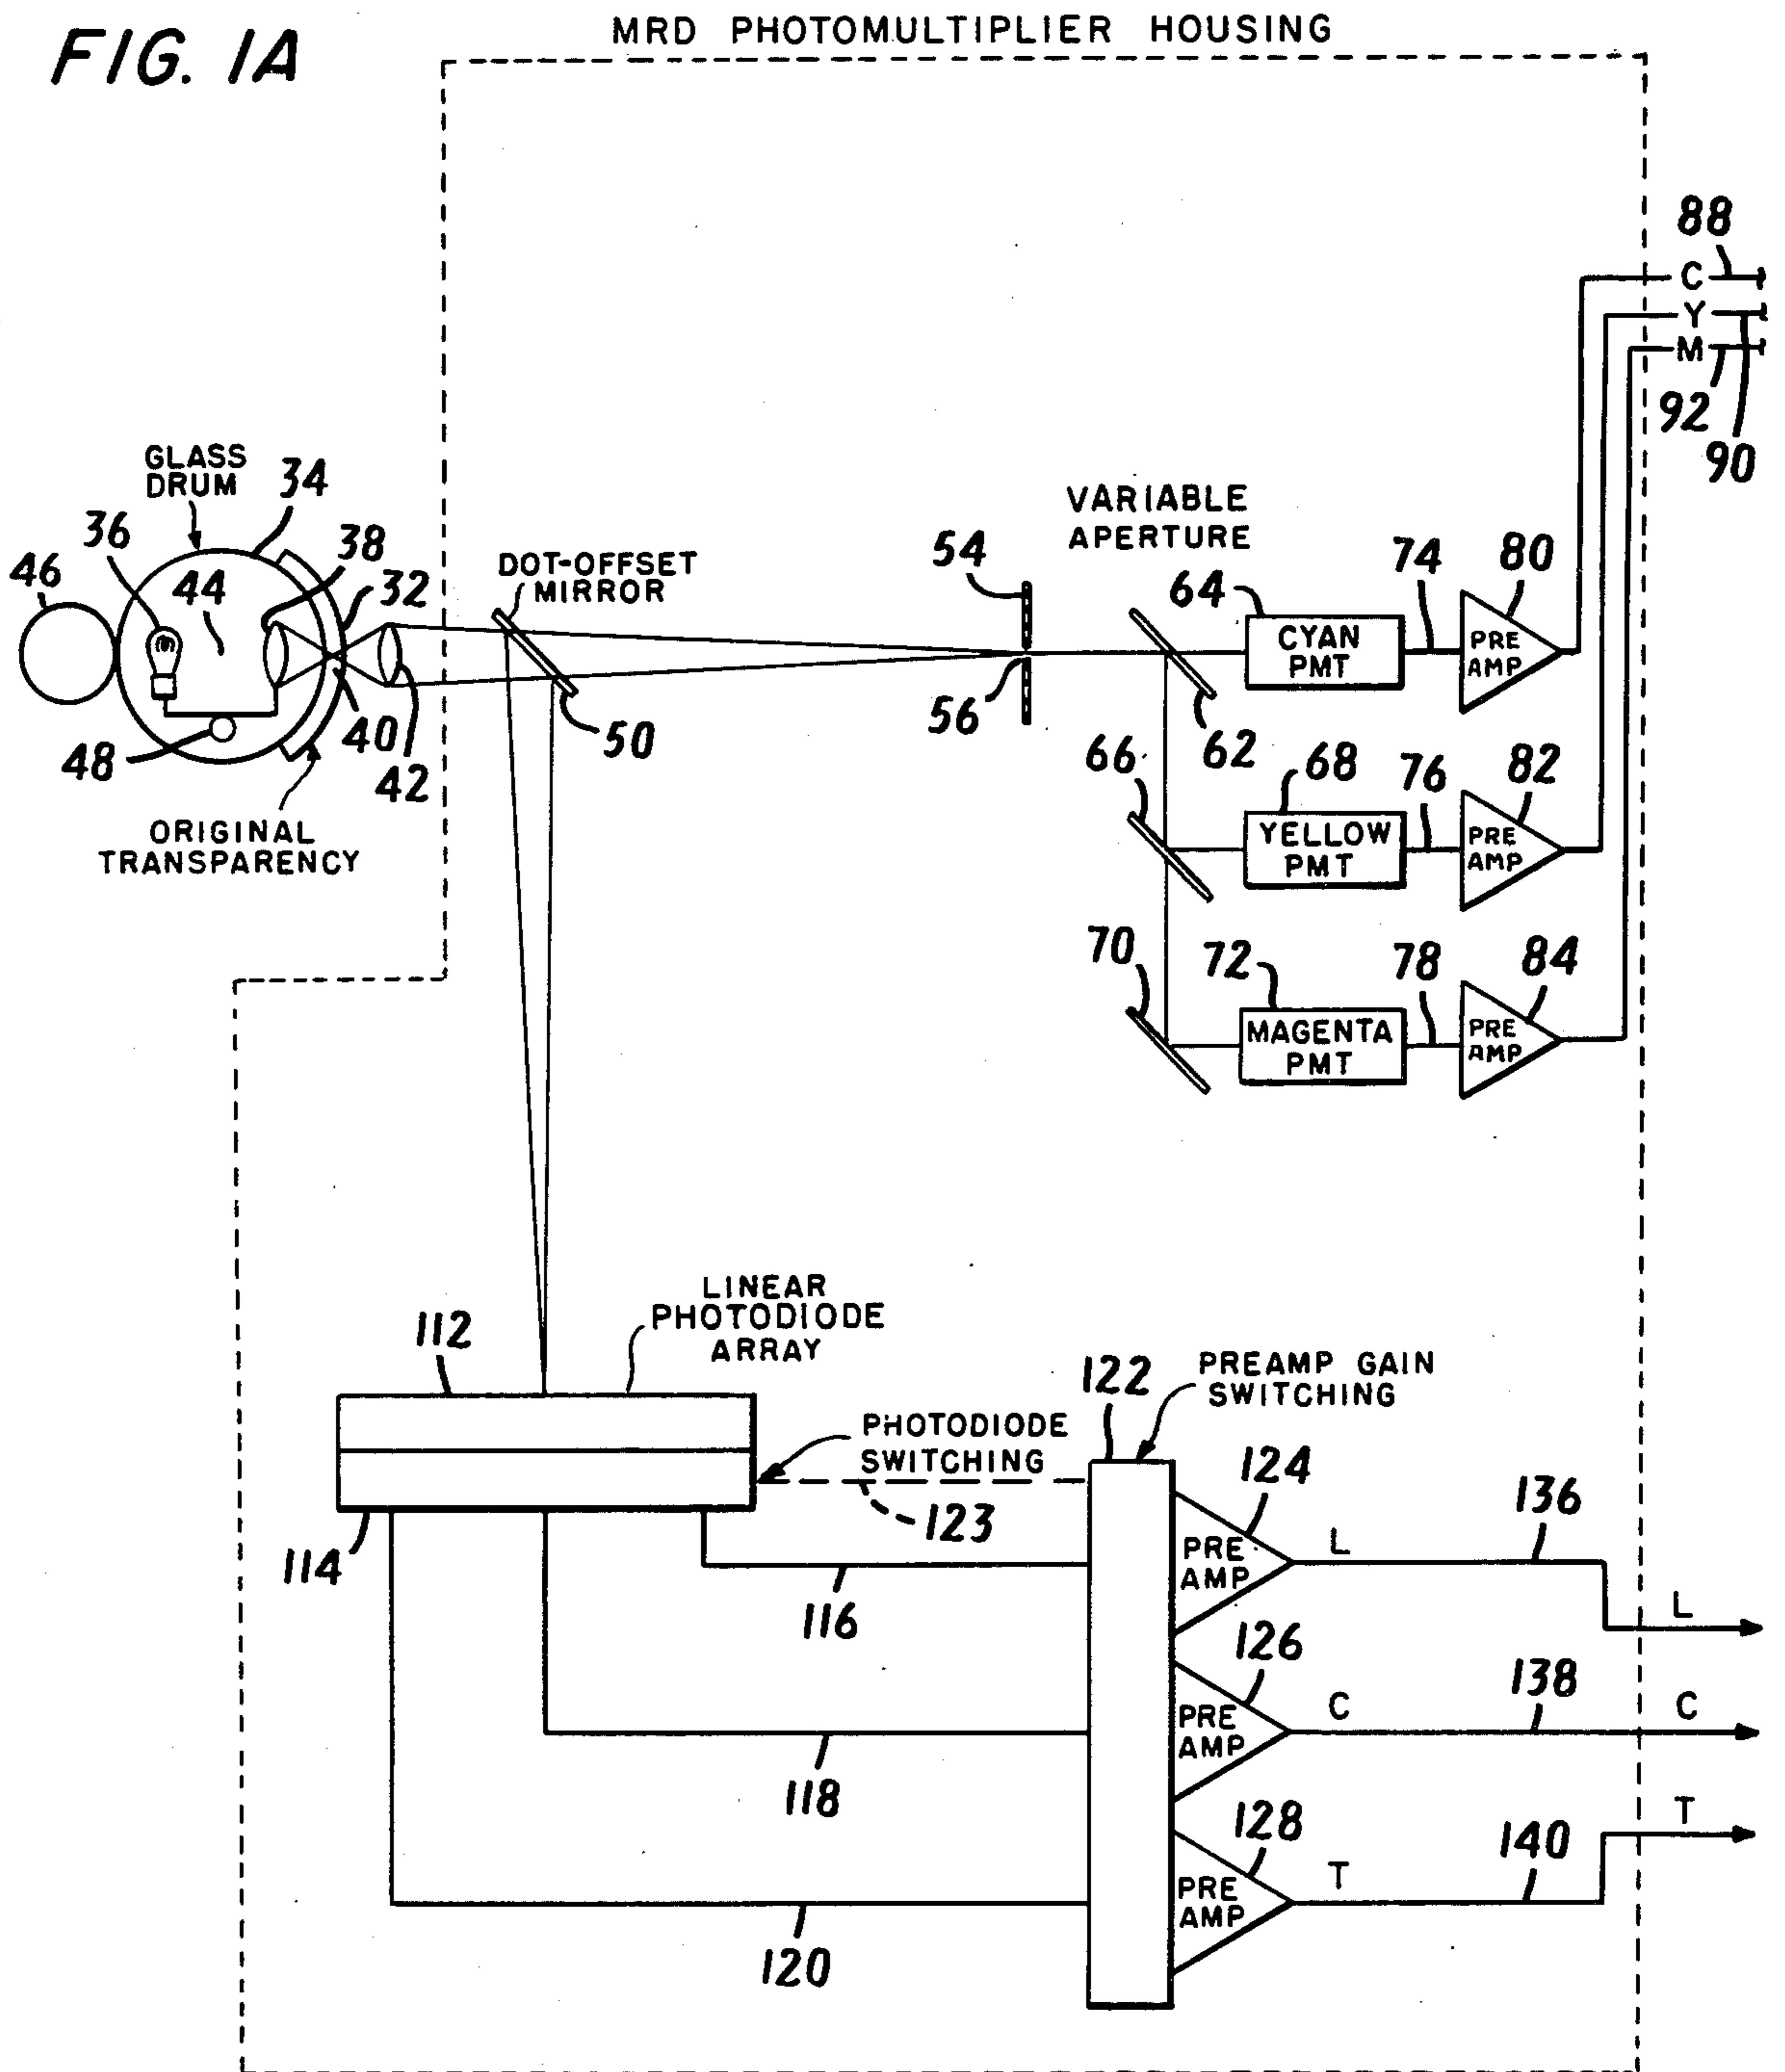 FIG. 1A
MRD PHOTOMULTIPLIER HOUSING
88
C
Y
M
92
90
GLASS
DRUM
34
36
38
46
44
32
DOT-OFFSET
MIRROR
54
VARIABLE
APERTURE
64
74
80
CYAN
PMT
PRE
AMP
48
40
42
50
56
62
66
68
76
82
ORIGINAL
TRANSPARENCY
YELLOW
PMT
PRE
AMP
70
72
78
84
MAGENTA
PMT
PRE
AMP
112
LINEAR
PHOTODIODE
ARRAY
122
PREAMP GAIN
SWITCHING
PHOTODIODE
SWITCHING
123
114
124
136
PRE
AMP
L
L
116
126
138
PRE
AMP
C
C
118
128
140
PRE
AMP
T
T
120